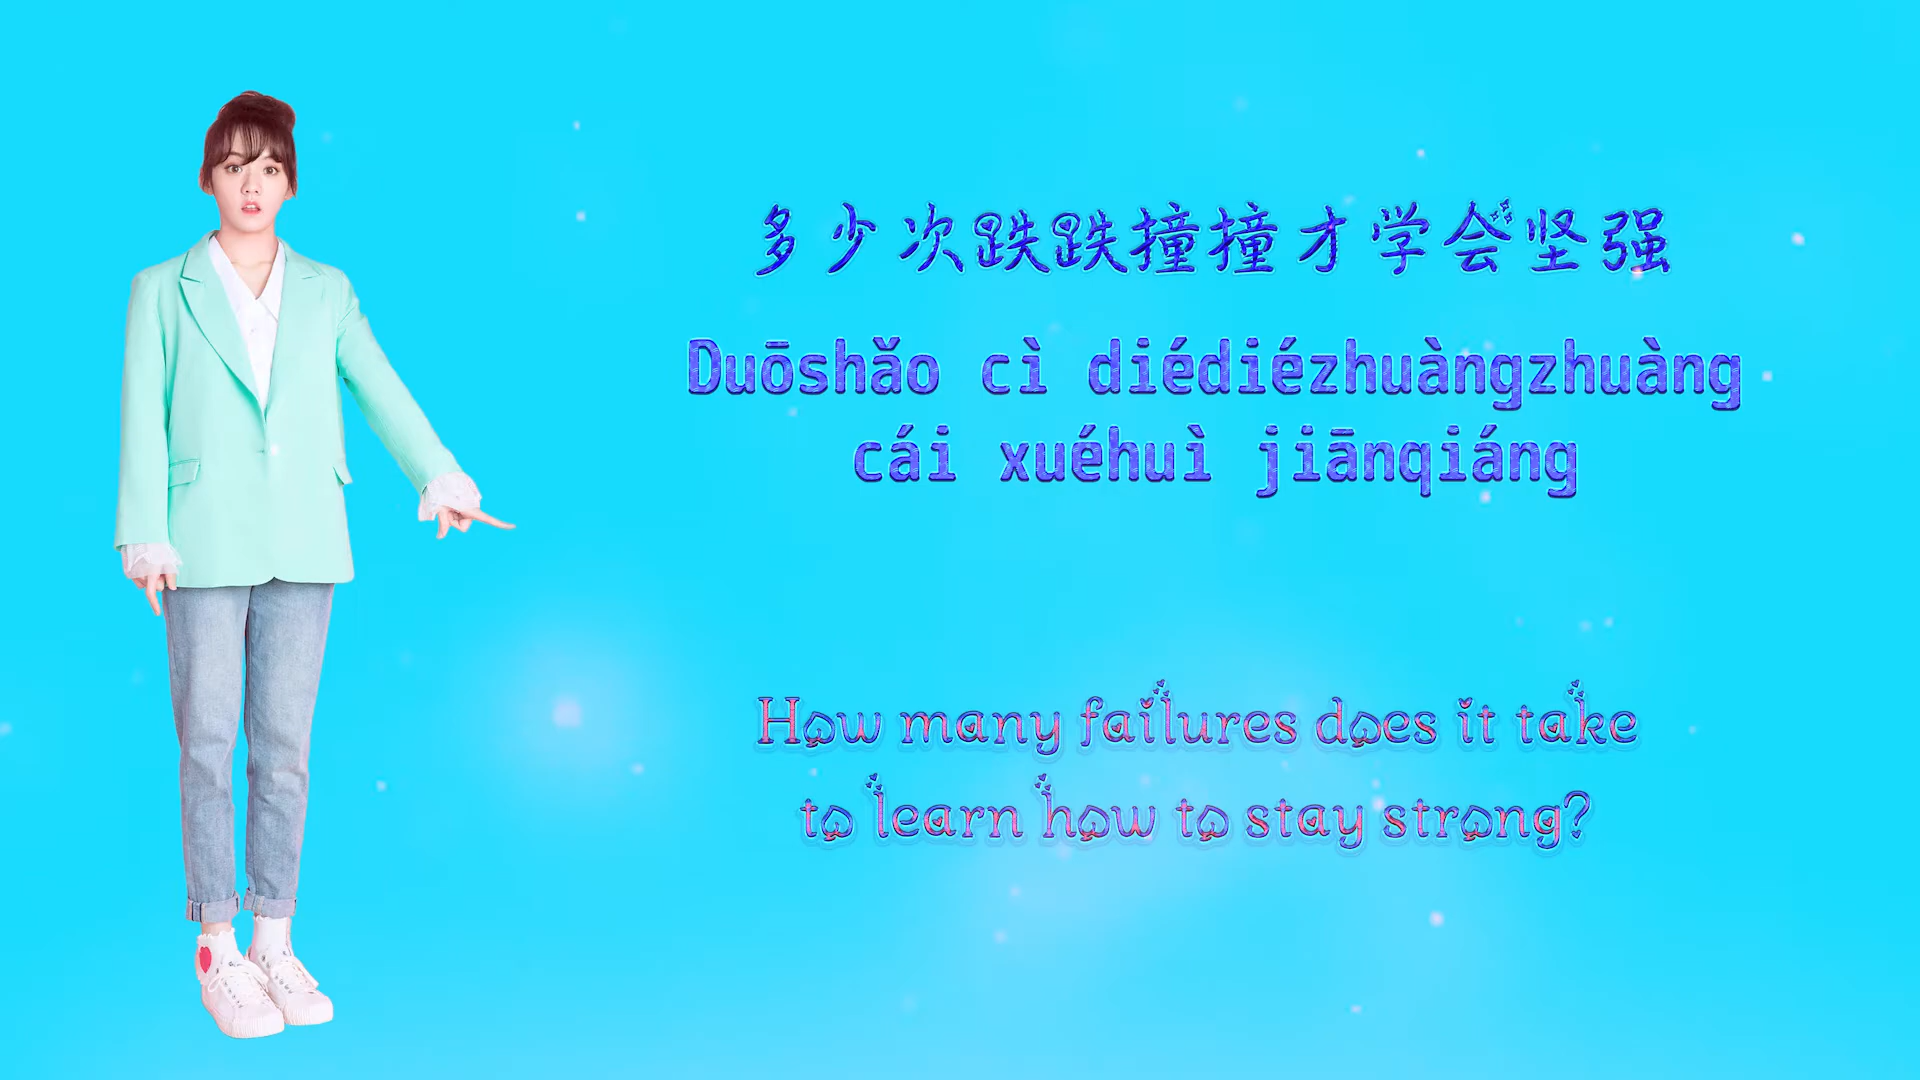 多少次跌跌撞撞才学会坚强
Duōshǎo cì diédiézhuàngzhuàng
cái xuéhuì jiānqiáng
How many failures does it take
to learn how to stay strong?